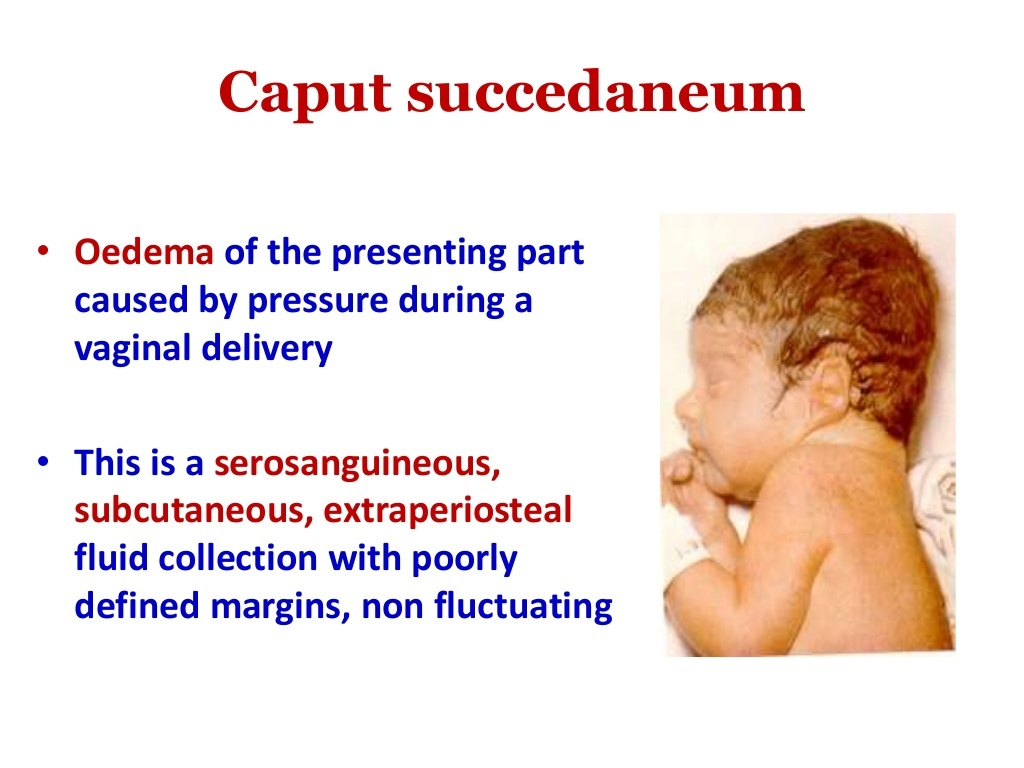 Caput succedaneum
• Oedema of the presenting part
caused by pressure during a
vaginal delivery
• This is a serosanguineous,
subcutaneous, extraperiosteal
fluid collection with poorly
defined margins, non fluctuating